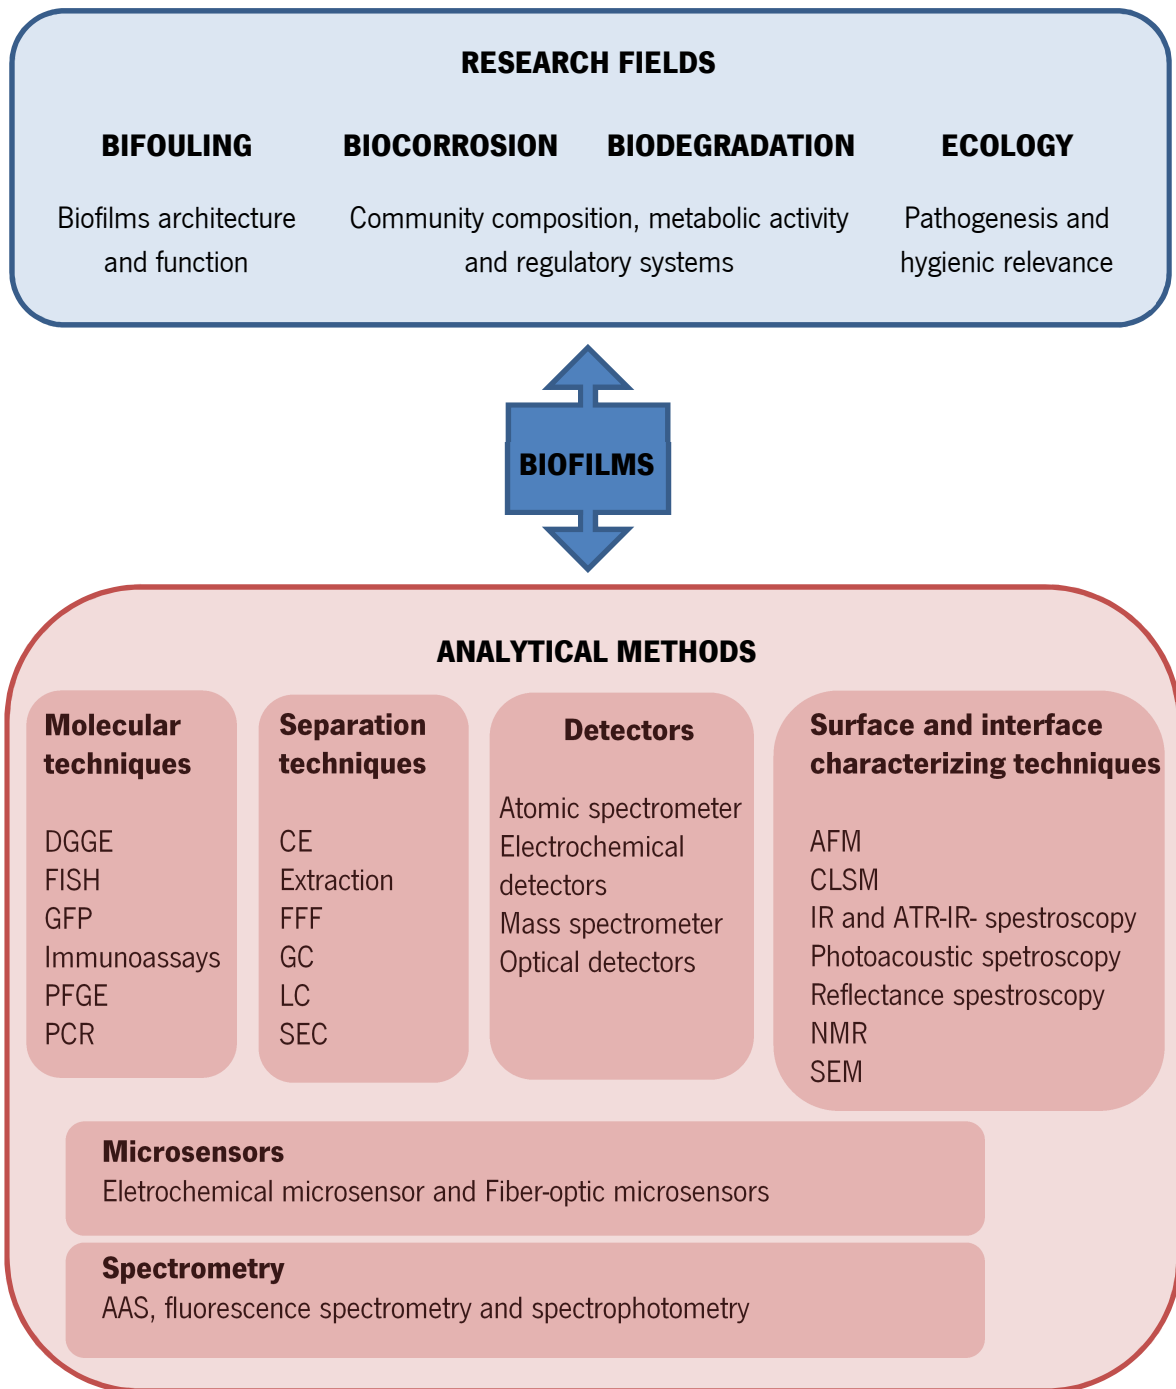 RESEARCH FIELDS
BIFOULING
Biofilms architecture
and function
BIOCORROSION BIODEGRADATION
Community composition, metabolic activity
and regulatory systems
ECOLOGY
Pathogenesis and
hygienic relevance
BIOFILMS
ANALYTICAL METHODS
Molecular
techniques
DGGE
FISH
GFP
Immunoassays
PFGE
PCR
Separation
techniques
CE
Extraction
FFF
GC
LC
SEC
Detectors
Atomic spectrometer
Electrochemical
detectors
Mass spectrometer
Optical detectors
Surface and interface
characterizing techniques
AFM
CLSM
IR and ATR-IR- spestroscopy
Photoacoustic spetroscopy
Reflectance spestroscopy
NMR
SEM
Microsensors
Eletrochemical microsensor and Fiber-optic microsensors
Spectrometry
AAS, fluorescence spectrometry and spectrophotometry